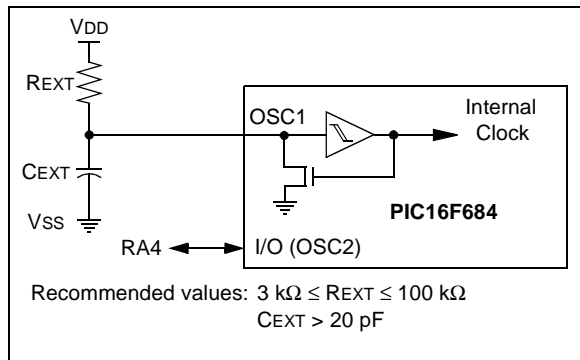 VDD
REXT
OSC1
Internal
Clock
CEXT
PIC16F684
VSS
RA4
I/O (OSC2)
Recommended values: 3 kΩ ≤ REXT ≤ 100 kΩ
CEXT > 20 pF